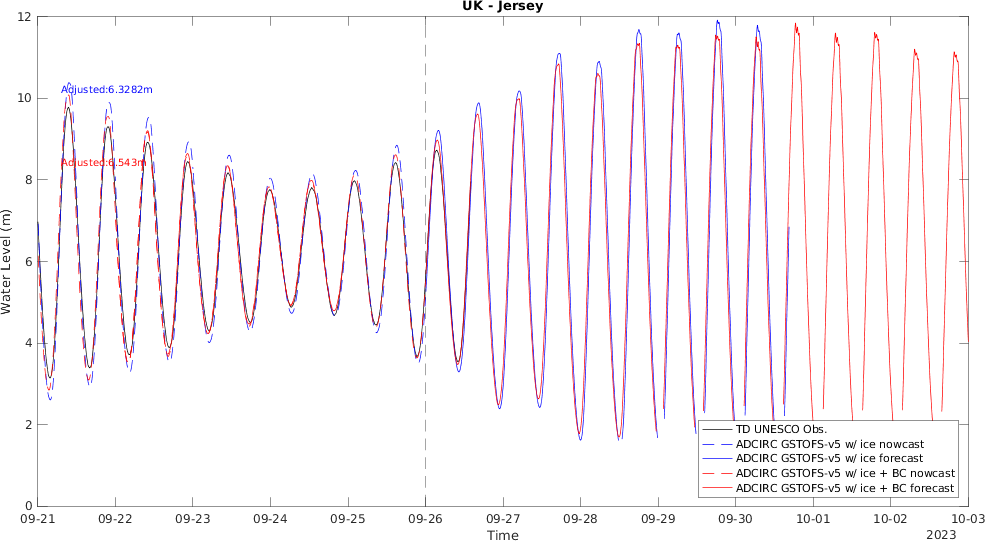 UK - Jersey
12
10
8
6
4
2
0
Water Level (m)
Adjusted:6.3282m
Adjusted:6.543m
TD UNESCO Obs.
ADCIRC GSTOFS-v5 w/ ice nowcast
ADCIRC GSTOFS-v5 w/ ice forecast
ADCIRC GSTOFS-v5 w/ ice + BC nowcast
ADCIRC GSTOFS-v5 w/ ice + BC forecast
09-21 09-22 09-23 09-24 09-25 09-26 09-27 09-28 09-29 09-30 10-01 10-02 10-03
Time
2023